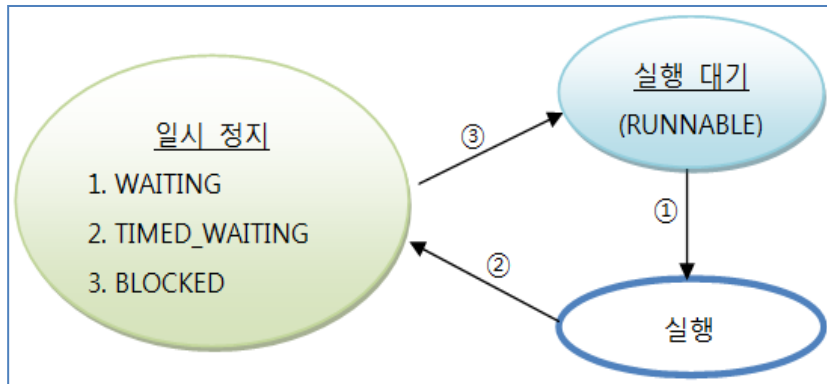 일시 정지
1. WAITING
2. TIMED_WAITING
3. BLOCKED
③
실행 대기
(RUNNABLE)
①
②
실행